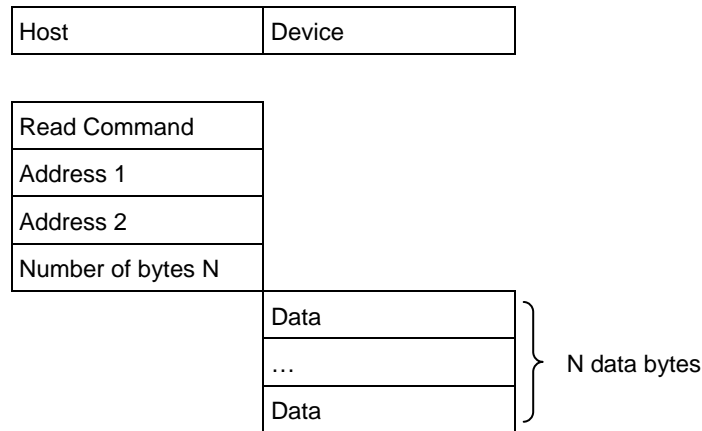 Host Device
Read Command
Address 1
Address 2
Number of bytes N
Data
…
N data bytes
Data